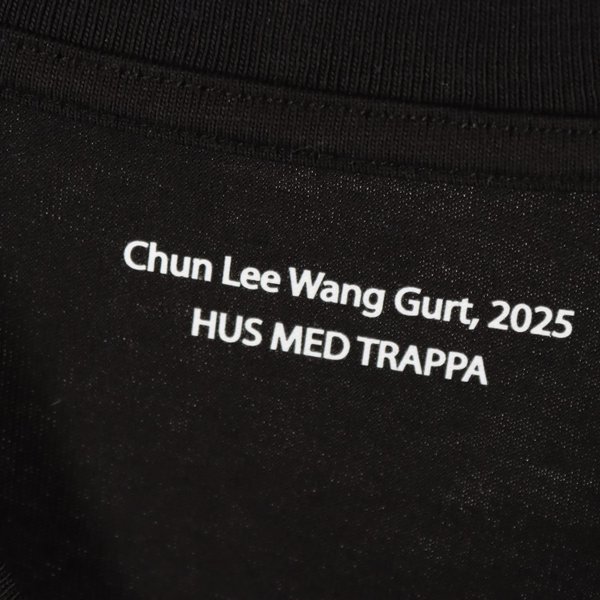 Chun Lee Wang Gurt, 2025
HUS MED TRAPPA